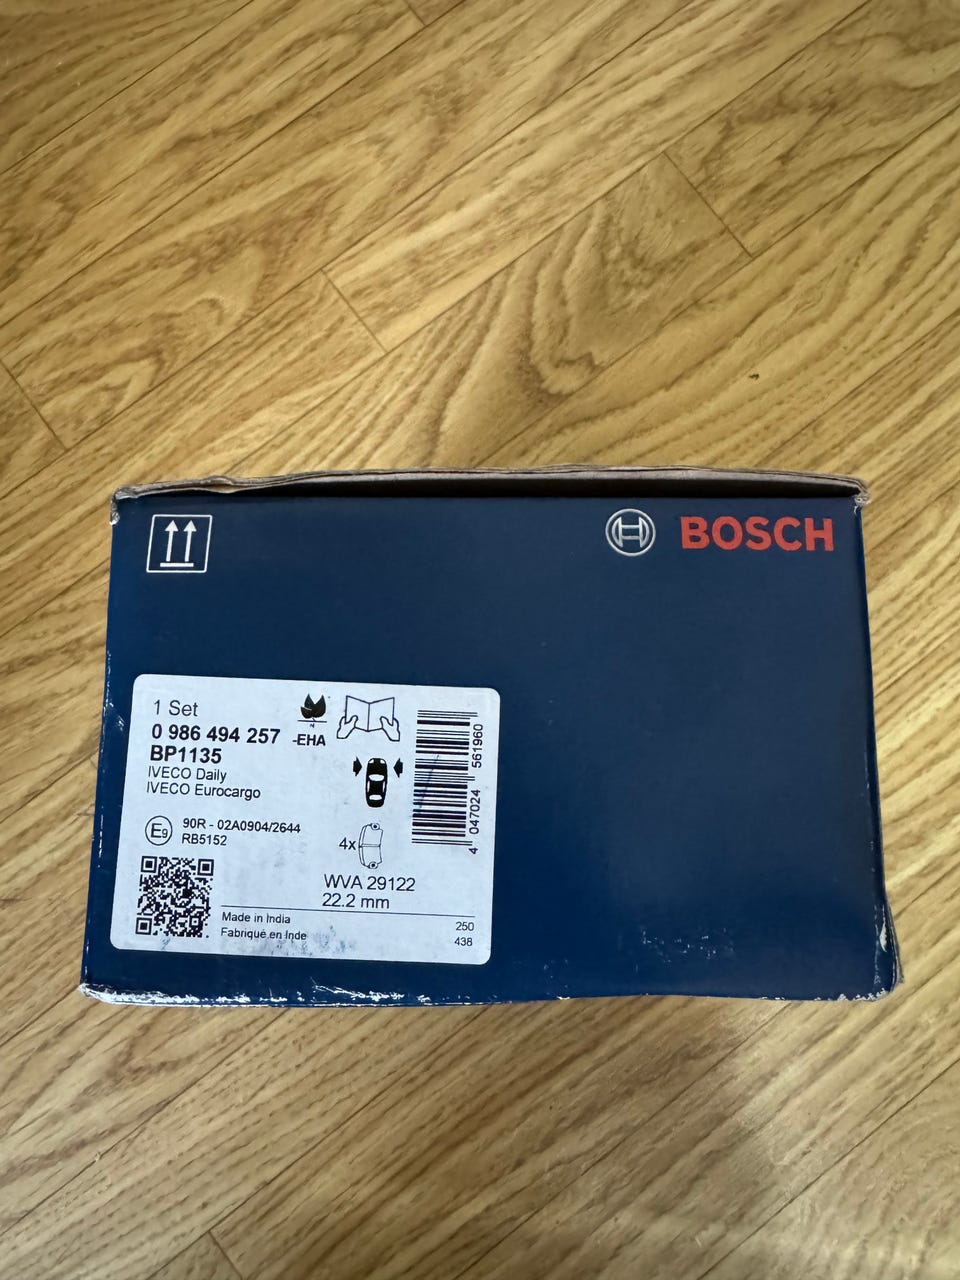 BOSCH
1 Set
0 986 494 257 -EHA
BP1135
IVECO Daily
IVECO Eurocargo
E9 90R - 02A0904/2644
RB5152
4x
WVA 29122
22.2 mm
Made in India
Fabriqué en Inde
250
438
4 047024 561960
N